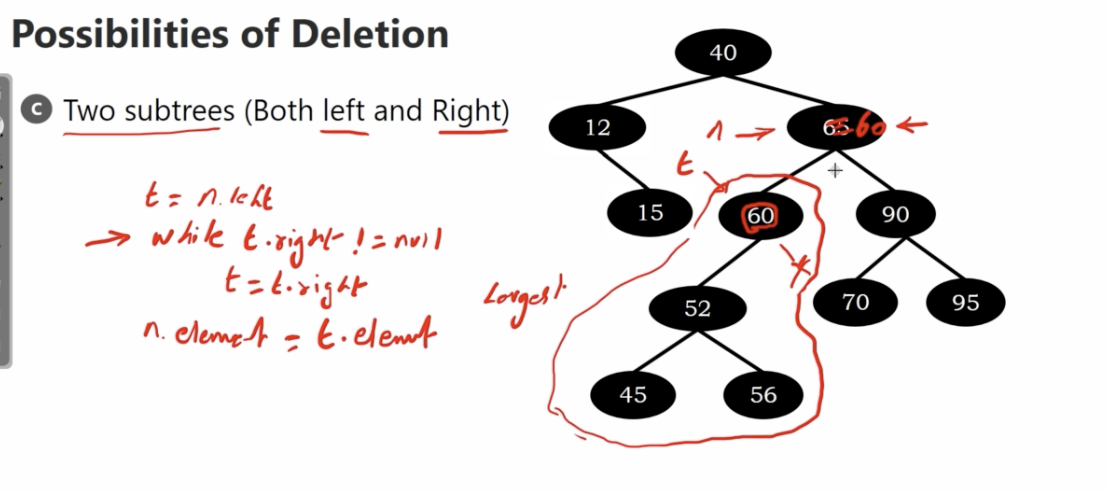 Possibilities of Deletion
C Two subtrees (Both left and Right)
t = n.left
→ while t.right != null
t = t.right
n.element = t.element
Largest
40
12
n → 65 = 60 ←
t
15
60
90
52
70
95
45
56